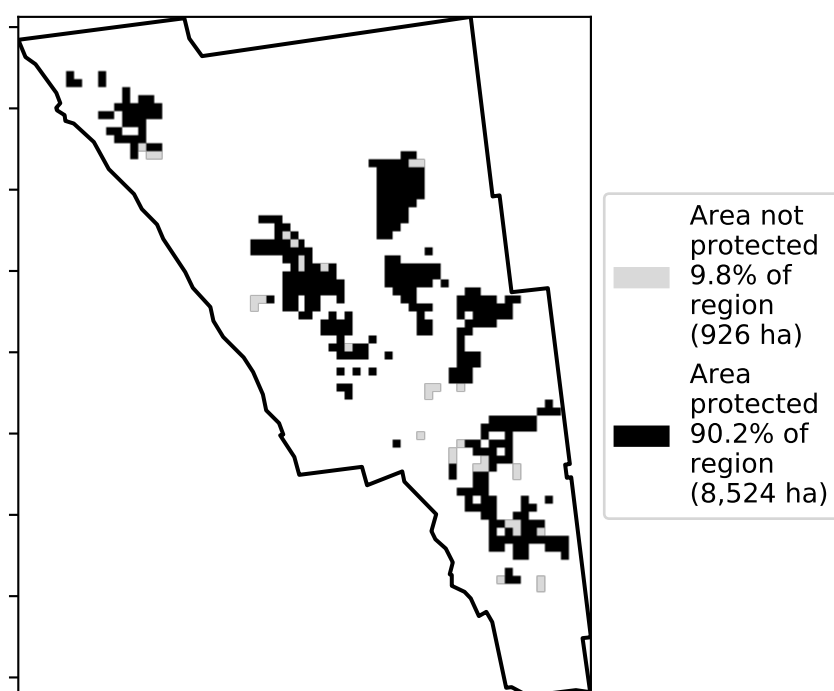 Area not
protected
9.8% of
region
(926 ha)
Area
protected
90.2% of
region
(8,524 ha)